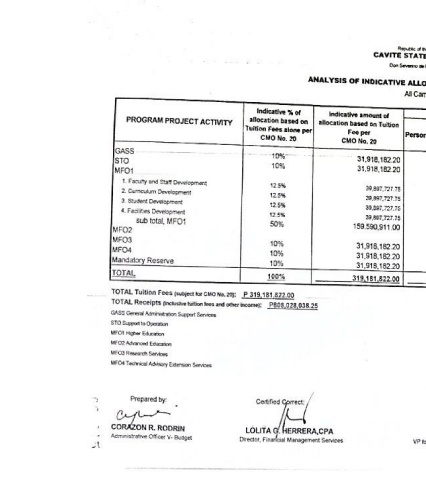 Republic of the
CAVITE STATE
Don Severino de
ANALYSIS OF INDICATIVE ALLO
All Cam
PROGRAM PROJECT ACTIVITY
Indicative % of allocation based on Tuition Fees alone per CMO No. 20
Indicative amount of allocation based on Tuition Fee per CMO No. 20
Person
GASS 10% 31,918,182.20
STO 10% 31,918,182.20
MFO1
1. Faculty and Staff Development 12.5% 39,897,727.75
2. Curriculum Development 12.5% 39,897,727.75
3. Student Development 12.5% 39,897,727.75
4. Facilities Development 12.5% 39,897,727.75
sub total, MFO1 50% 159,590,911.00
MFO2
MFO3 10% 31,918,182.20
MFO4 10% 31,918,182.20
Mandatory Reserve 10% 31,918,182.20
TOTAL 100% 319,181,822.00
TOTAL Tuition Fees (subject for CMO No. 20): P 319,181,822.00
TOTAL Receipts (inclusive tuition fees and other income): P805,028,038.25
GASS General Administration Support Services
STO Support to Operation
MFO1 Higher Education
MFO2 Advanced Education
MFO3 Research Services
MFO4 Technical Advisory Extension Services
Prepared by: Certified Correct:
CORAZON R. RODRIN LOLITA G. HERRERA,CPA
Administrative Officer V- Budget Director, Financial Management Services VP fo